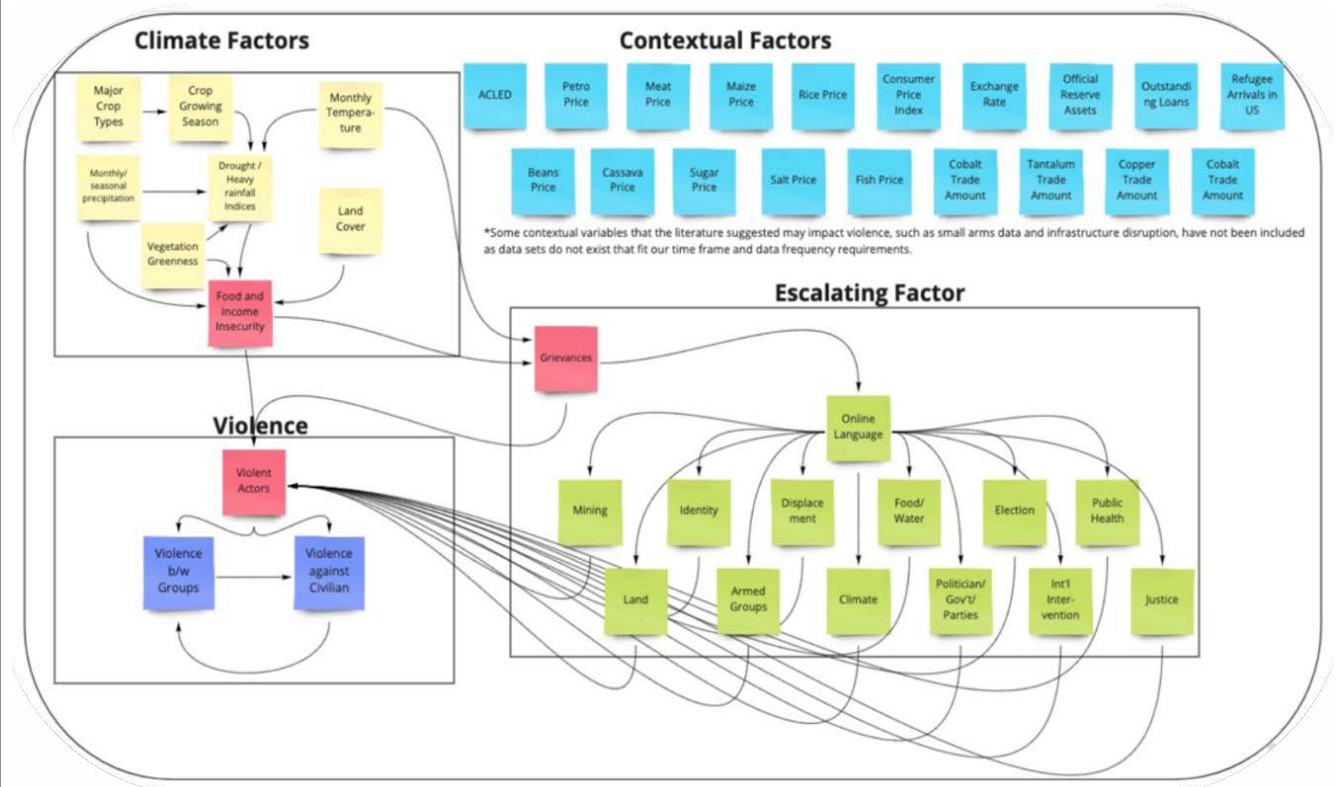 Climate Factors
Contextual Factors
Major
Crop
Types
Crop
Growing
Season
Monthly
Tempera-
ture
Monthly/
seasonal
precipitation
Drought /
Heavy
rainfall
Indices
Land
Cover
Vegetation
Greenness
Food and
Income
Insecurity
ACLED
Petro
Price
Meat
Price
Maize
Price
Rice Price
Consumer
Price
Index
Exchange
Rate
Official
Reserve
Assets
Outstandi
ng Loans
Refugee
Arrivals in
US
Beans
Price
Cassava
Price
Sugar
Price
Salt Price
Fish Price
Cobalt
Trade
Amount
Tantalum
Trade
Amount
Copper
Trade
Amount
Cobalt
Trade
Amount
*Some contextual variables that the literature suggested may impact violence, such as small arms data and infrastructure disruption, have not been included
as data sets do not exist that fit our time frame and data frequency requirements.
Escalating Factor
Grievances
Online
Language
Mining
Identity
Displace
ment
Food/
Water
Election
Public
Health
Land
Armed
Groups
Climate
Politician/
Gov't/
Parties
Int'l
Inter-
vention
Justice
Violence
Violent
Actors
Violence
b/w
Groups
Violence
against
Civilian